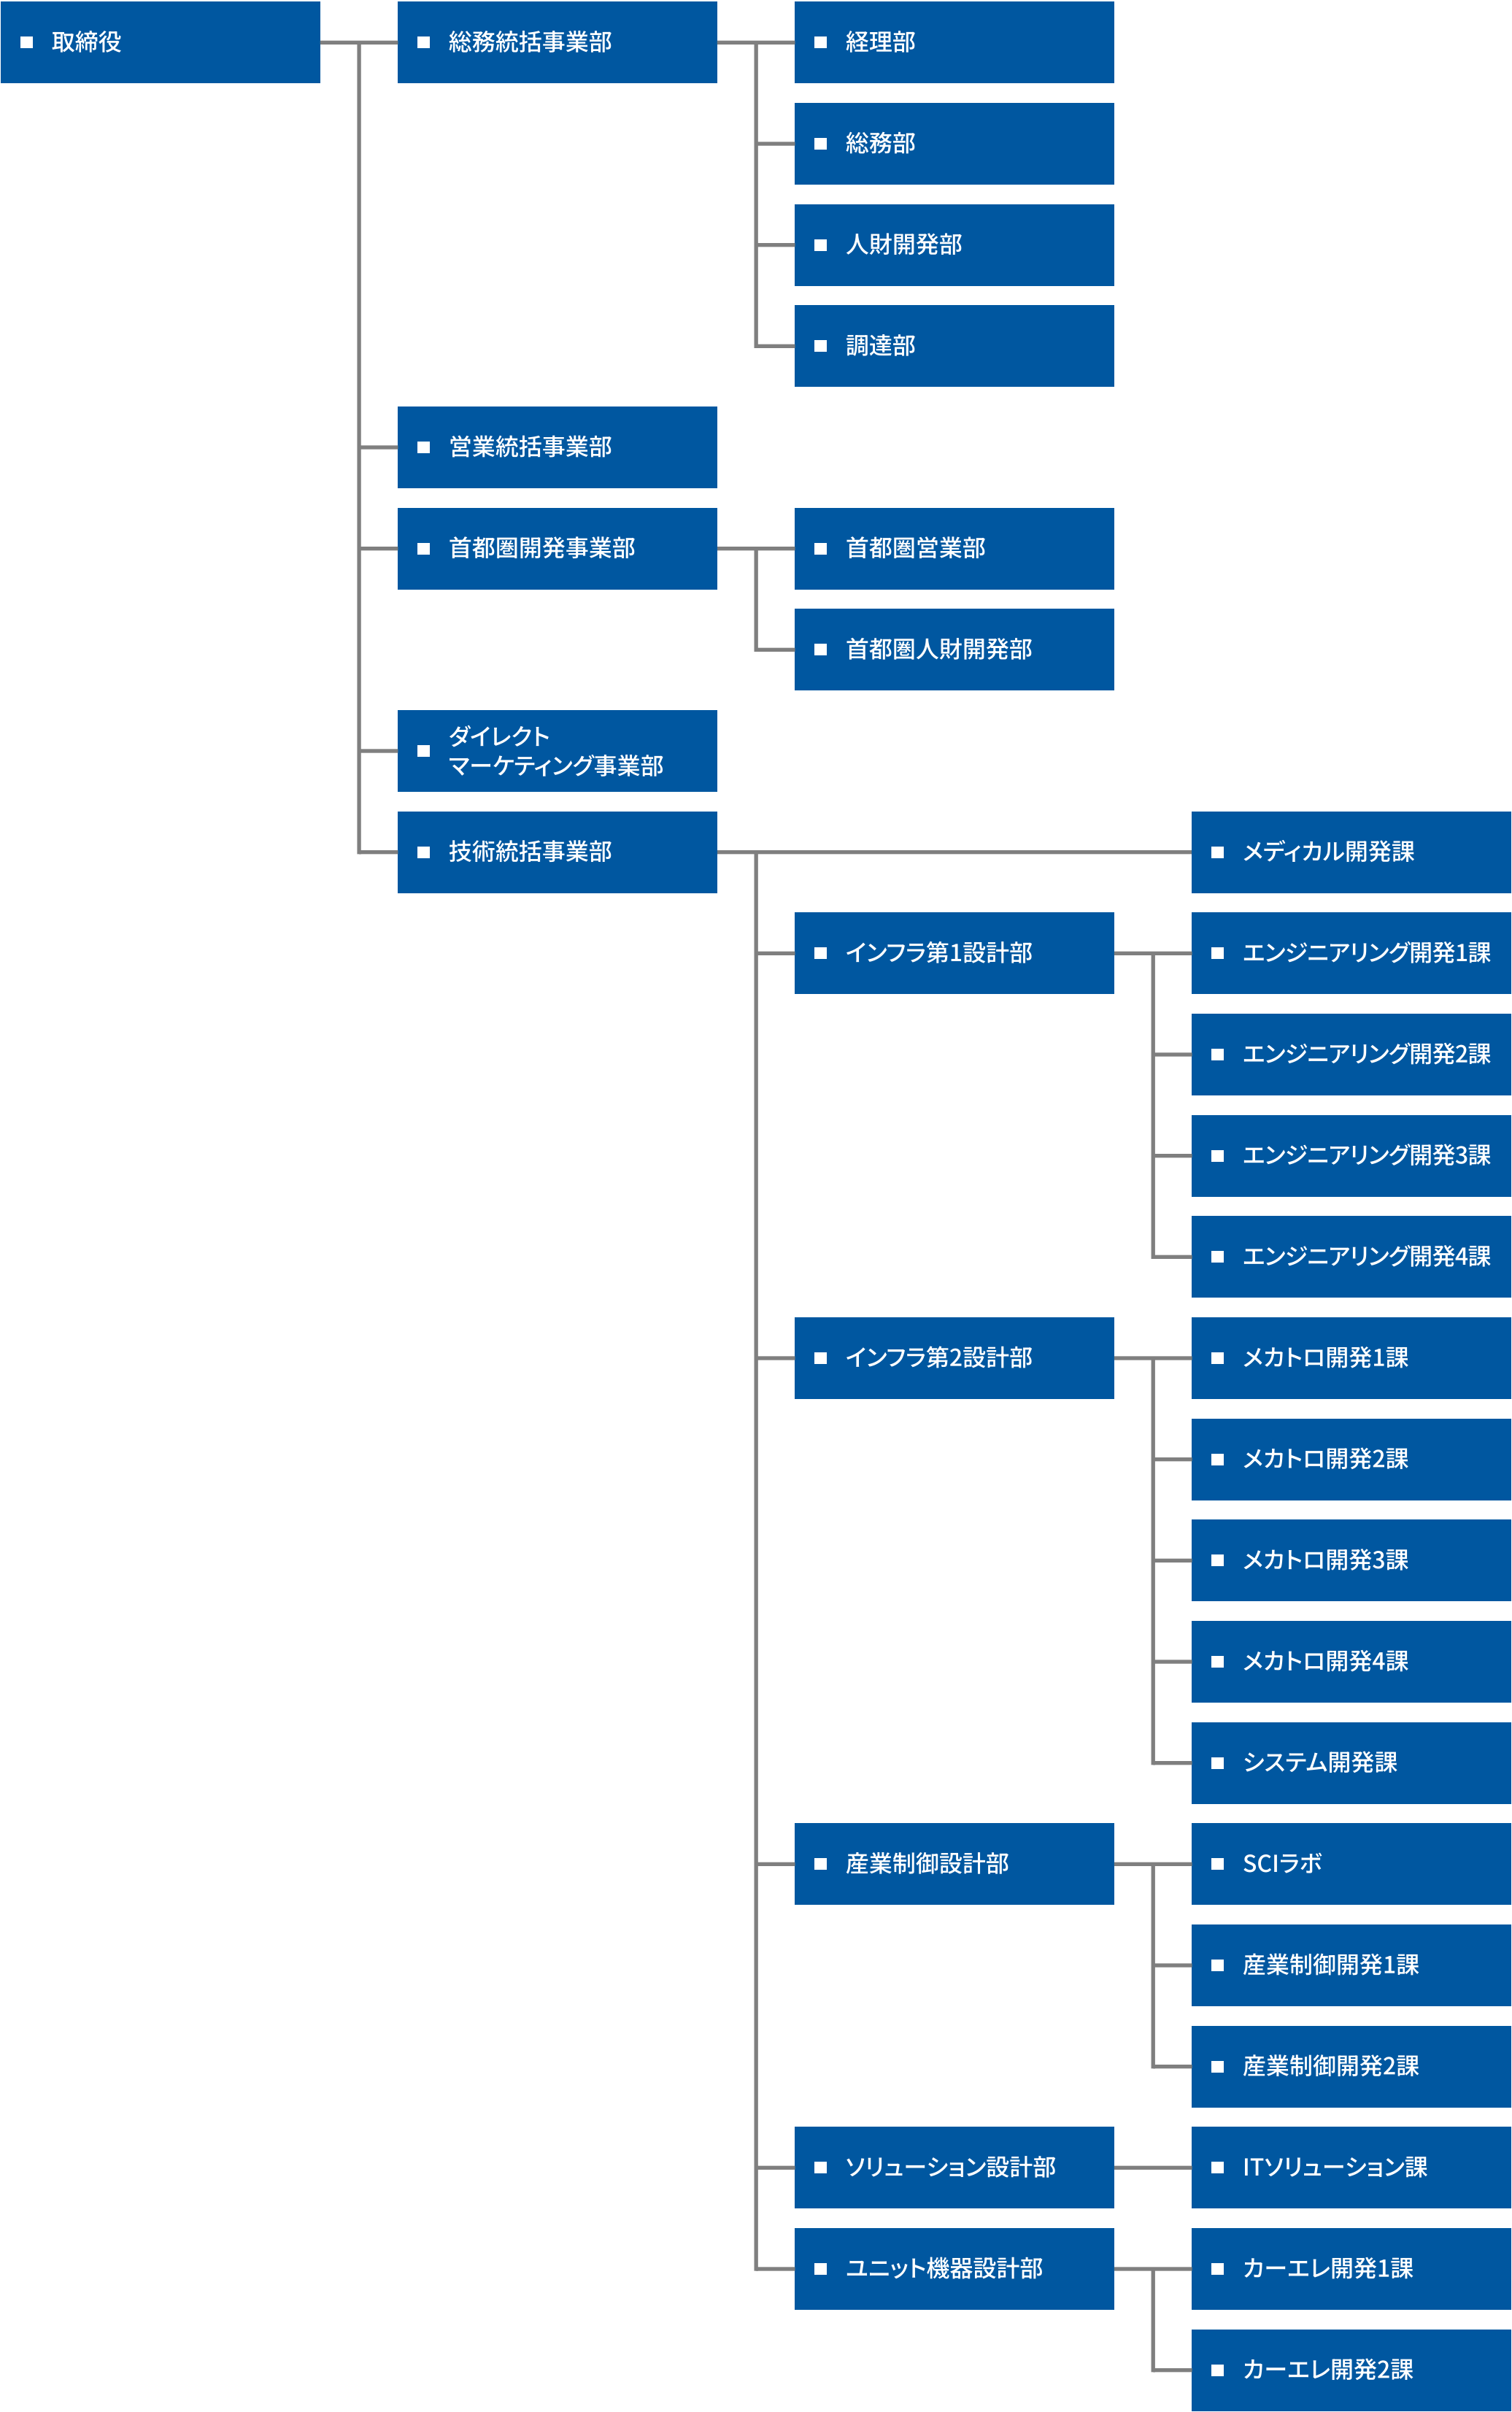 取締役
総務統括事業部
経理部
総務部
人財開発部
調達部
営業統括事業部
首都圏開発事業部
首都圏営業部
首都圏人財開発部
ダイレクト
マーケティング事業部
技術統括事業部
メディカル開発課
インフラ第1設計部
エンジニアリング開発1課
エンジニアリング開発2課
エンジニアリング開発3課
エンジニアリング開発4課
インフラ第2設計部
メカトロ開発1課
メカトロ開発2課
メカトロ開発3課
メカトロ開発4課
システム開発課
産業制御設計部
SCIラボ
産業制御開発1課
産業制御開発2課
ソリューション設計部
ITソリューション課
ユニット機器設計部
カーエレ開発1課
カーエレ開発2課